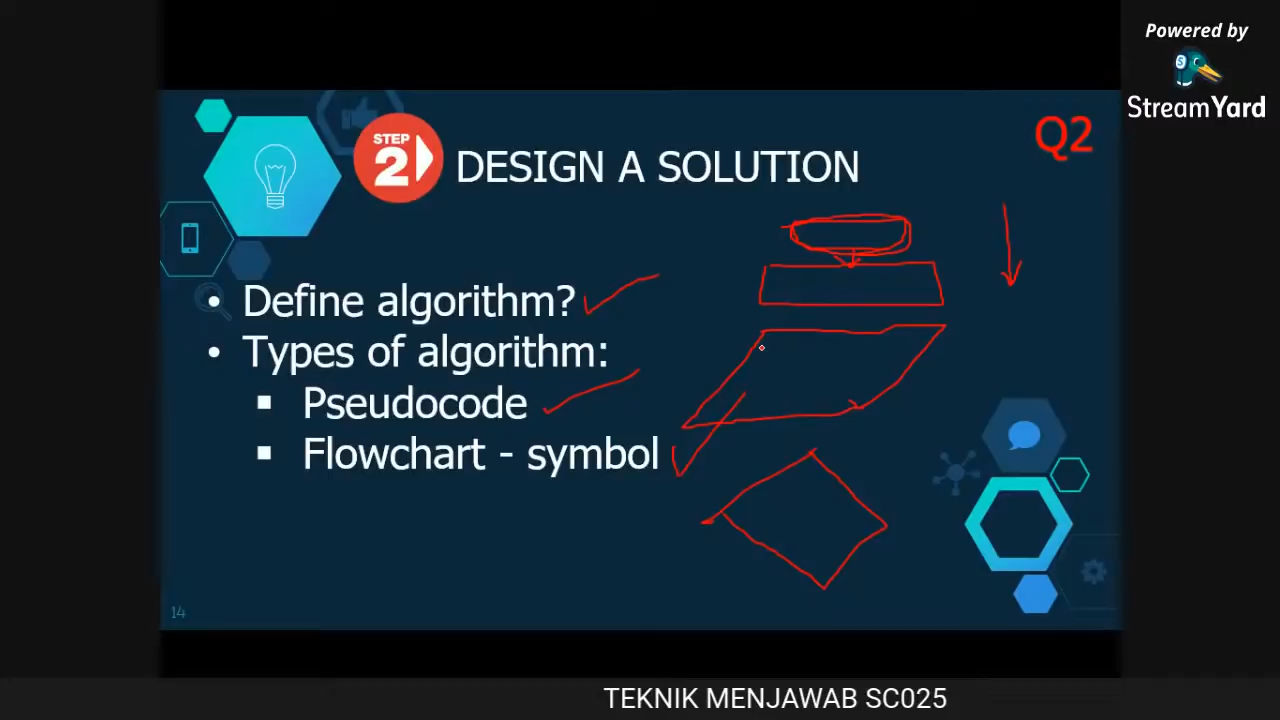 Powered by
StreamYard
Q2
STEP
2
DESIGN A SOLUTION
• Define algorithm?
• Types of algorithm:
▪ Pseudocode
▪ Flowchart - symbol
14
TEKNIK MENJAWAB SC025